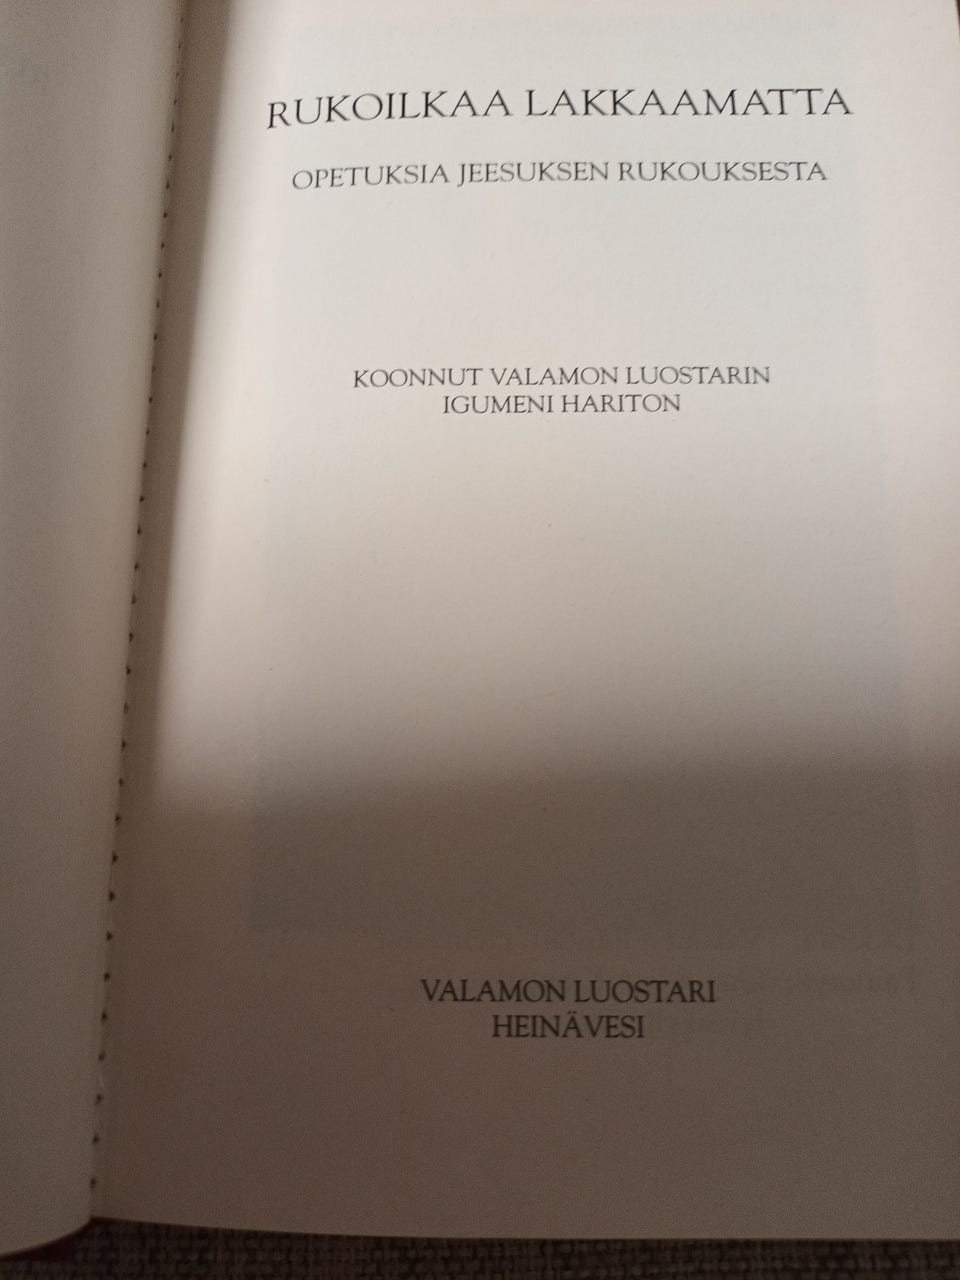 RUKOILKAA LAKKAAMATTA
OPETUKSIA JEESUKSEN RUKOUKSESTA
KOONNUT VALAMON LUOSTARIN
IGUMENI HARITON
VALAMON LUOSTARI
HEINÄVESI